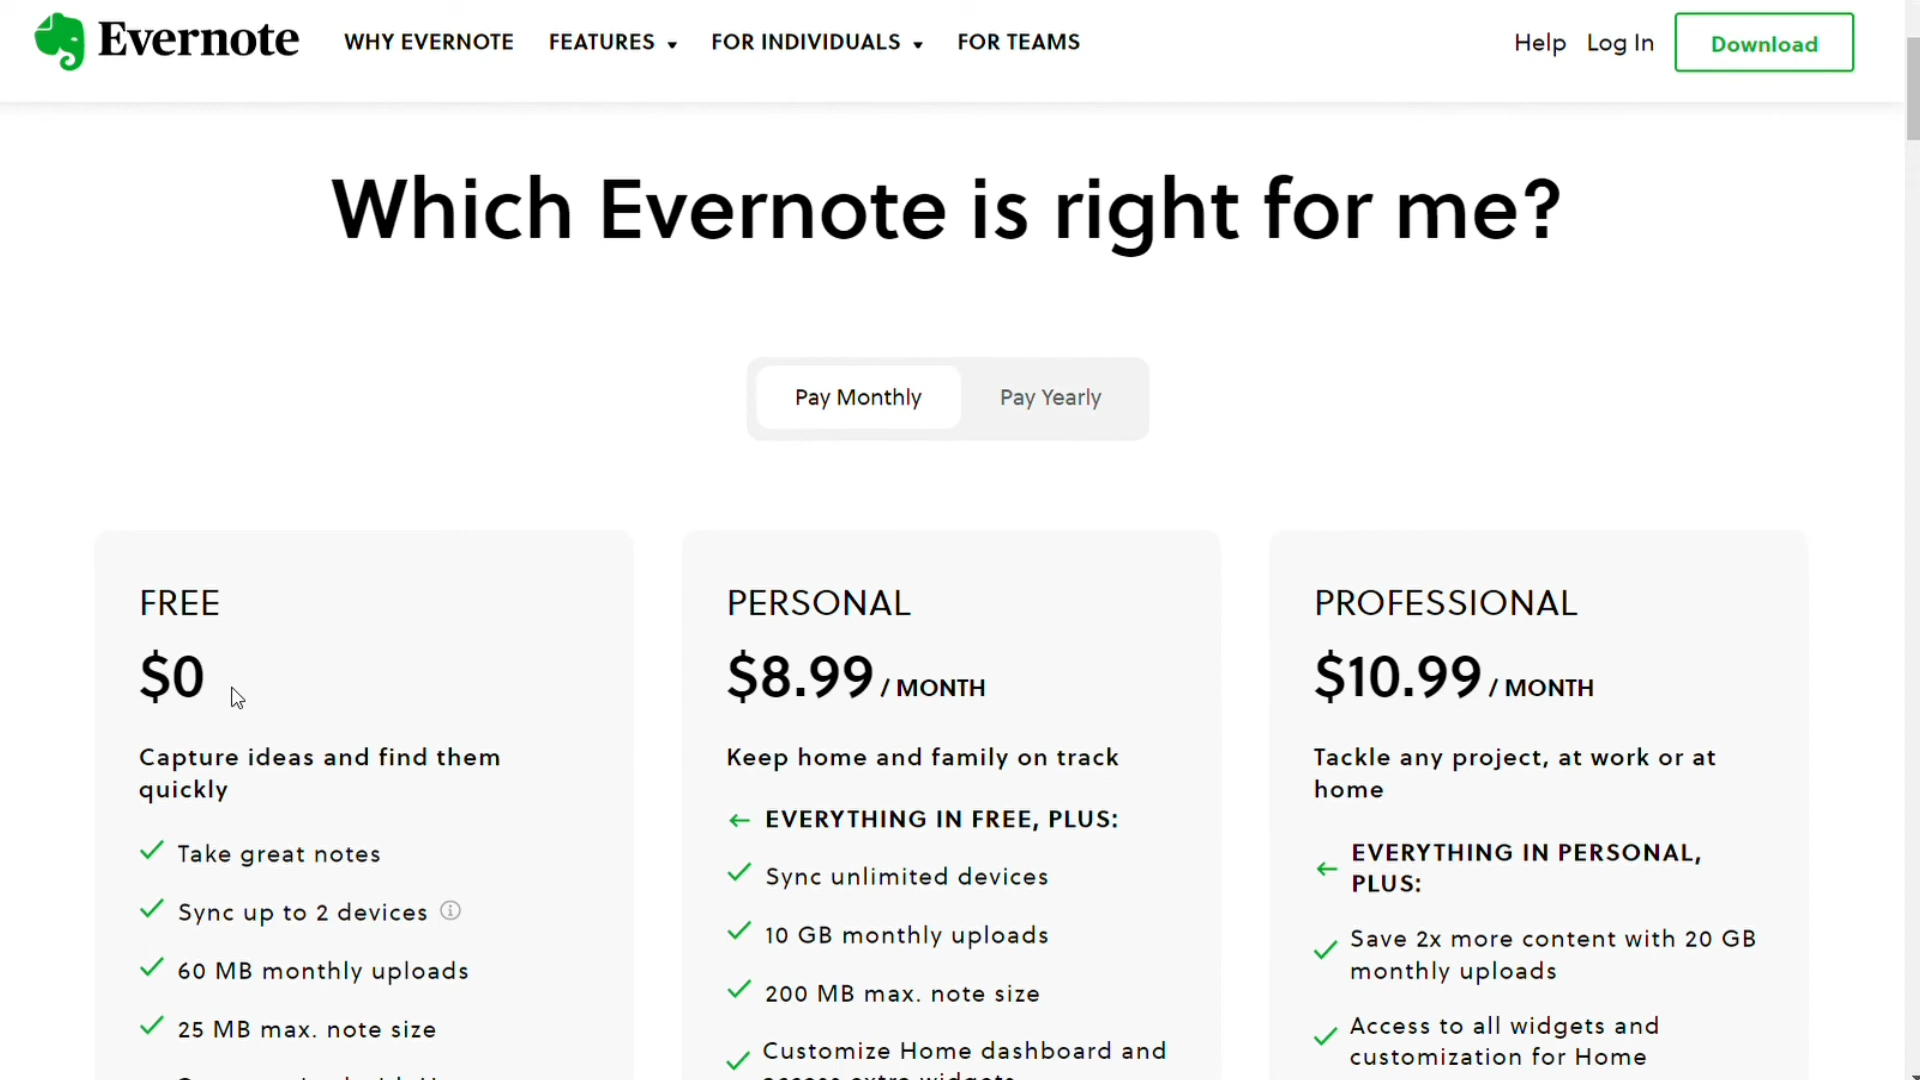 Evernote
WHY EVERNOTE
FEATURES
FOR INDIVIDUALS
FOR TEAMS
Help
Log In
Download
Which Evernote is right for me?
Pay Monthly
Pay Yearly
FREE
$0
Capture ideas and find them
quickly
Take great notes
Sync up to 2 devices
60 MB monthly uploads
25 MB max. note size
PERSONAL
$8.99 / MONTH
Keep home and family on track
EVERYTHING IN FREE, PLUS:
Sync unlimited devices
10 GB monthly uploads
200 MB max. note size
Customize Home dashboard and
access extra widgets
PROFESSIONAL
$10.99 / MONTH
Tackle any project, at work or at
home
EVERYTHING IN PERSONAL,
PLUS:
Save 2x more content with 20 GB
monthly uploads
Access to all widgets and
customization for Home